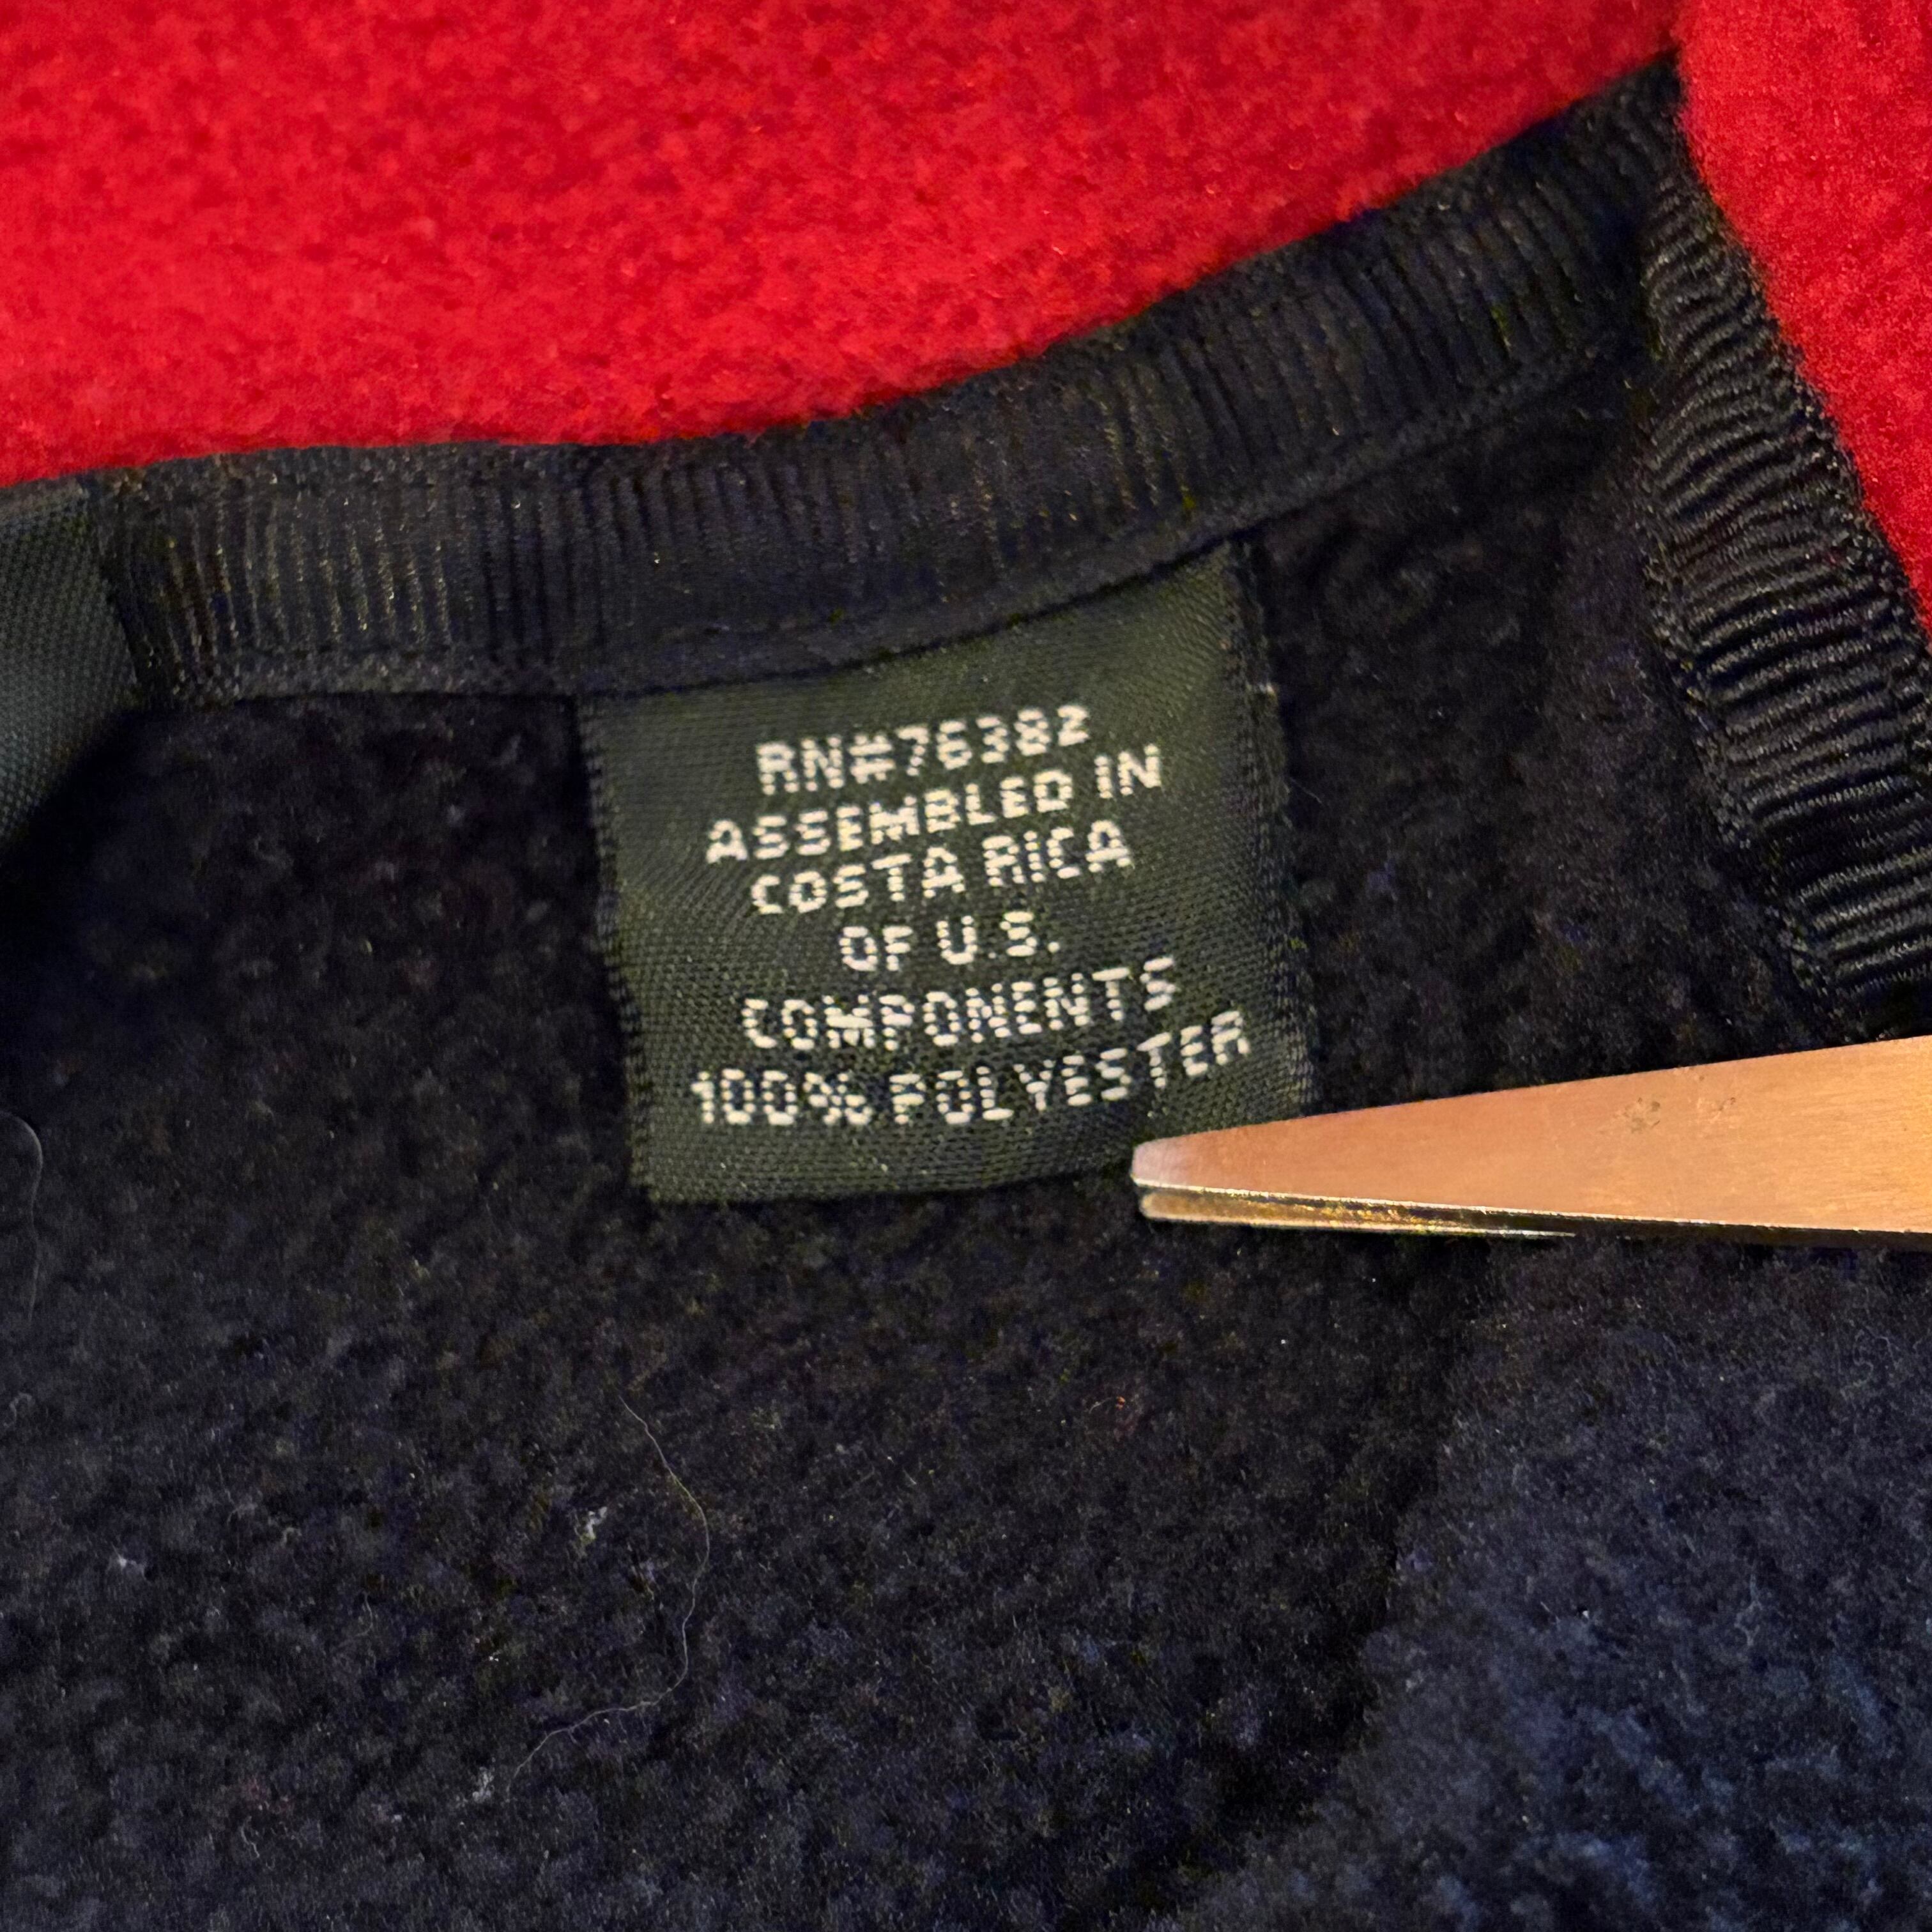 RN#76382
ASSEMBLED IN
COSTA RICA
OF U.S.
COMPONENTS
100% POLYESTER